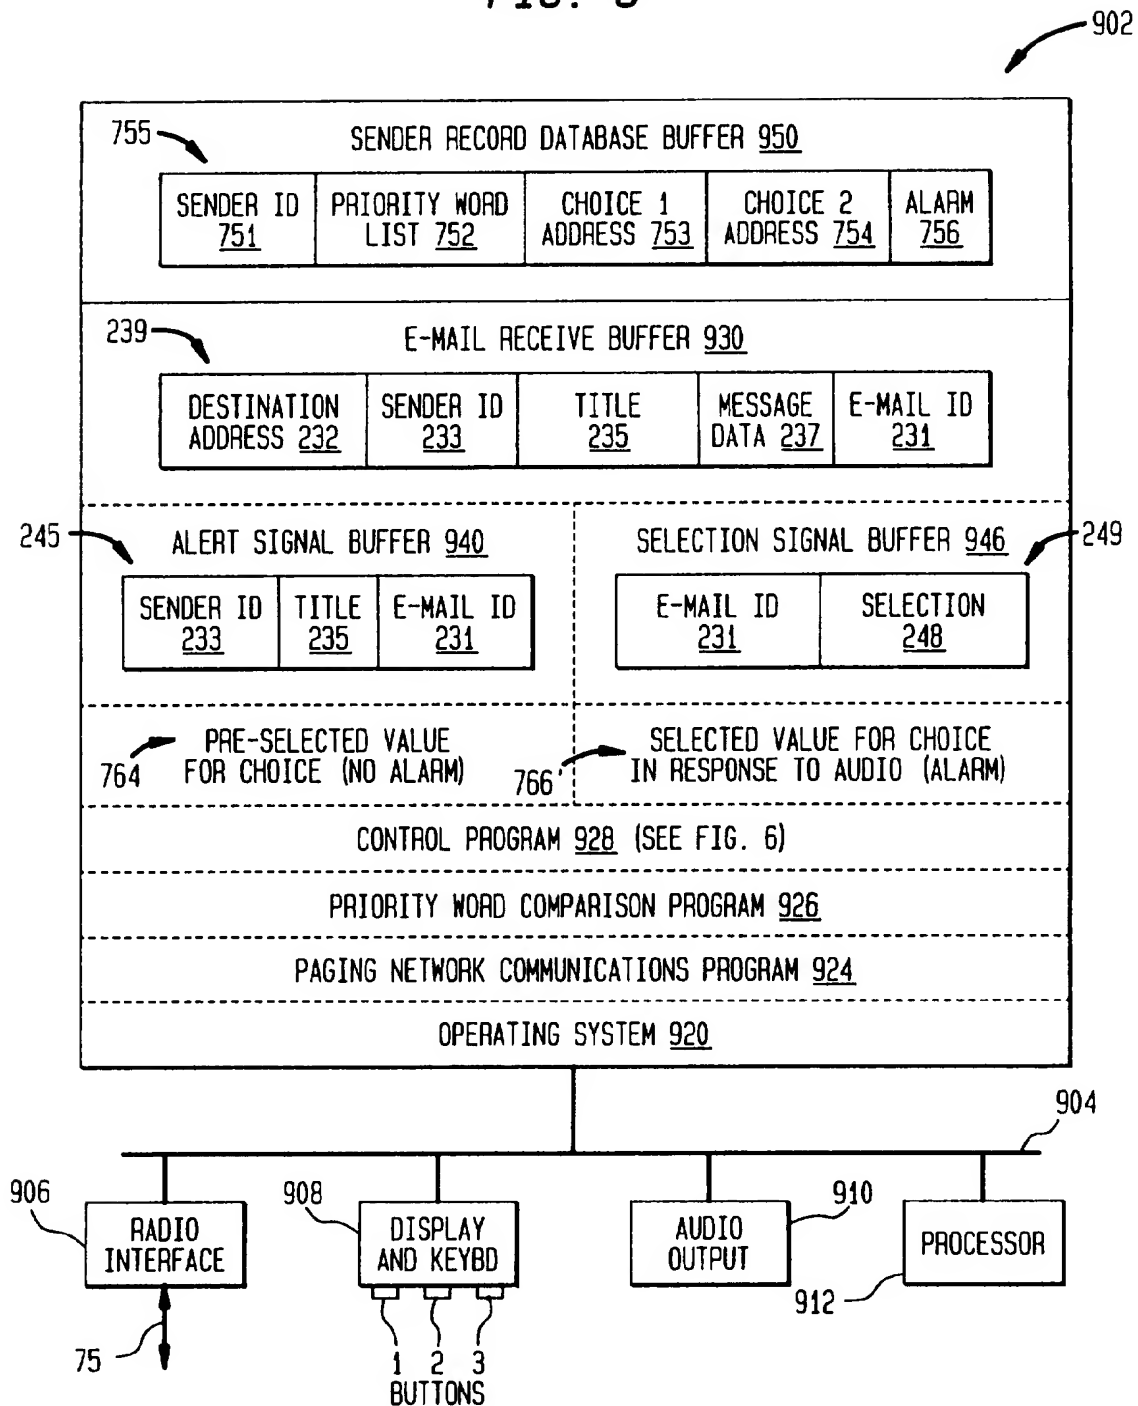 902
755
SENDER RECORD DATABASE BUFFER 950
SENDER ID 751
PRIORITY WORD LIST 752
CHOICE 1 ADDRESS 753
CHOICE 2 ADDRESS 754
ALARM 756
239
E-MAIL RECEIVE BUFFER 930
DESTINATION ADDRESS 232
SENDER ID 233
TITLE 235
MESSAGE DATA 237
E-MAIL ID 231
245
ALERT SIGNAL BUFFER 940
SENDER ID 233
TITLE 235
E-MAIL ID 231
SELECTION SIGNAL BUFFER 946
249
E-MAIL ID 231
SELECTION 248
764
PRE-SELECTED VALUE
FOR CHOICE (NO ALARM)
766'
SELECTED VALUE FOR CHOICE
IN RESPONSE TO AUDIO (ALARM)
CONTROL PROGRAM 928 (SEE FIG. 6)
PRIORITY WORD COMPARISON PROGRAM 926
PAGING NETWORK COMMUNICATIONS PROGRAM 924
OPERATING SYSTEM 920
904
906
RADIO
INTERFACE
75
908
DISPLAY
AND KEYBD
1 2 3
BUTTONS
910
AUDIO
OUTPUT
912
PROCESSOR